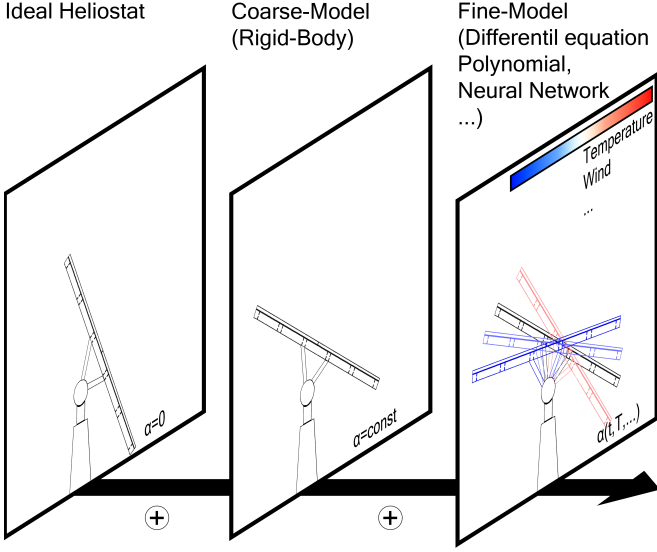 Ideal Heliostat
Coarse-Model
(Rigid-Body)
Fine-Model
(Differentil equation
Polynomial,
Neural Network
...)
Temperature
Wind
...
α=0
α=const
α(t,T,...)
+
+